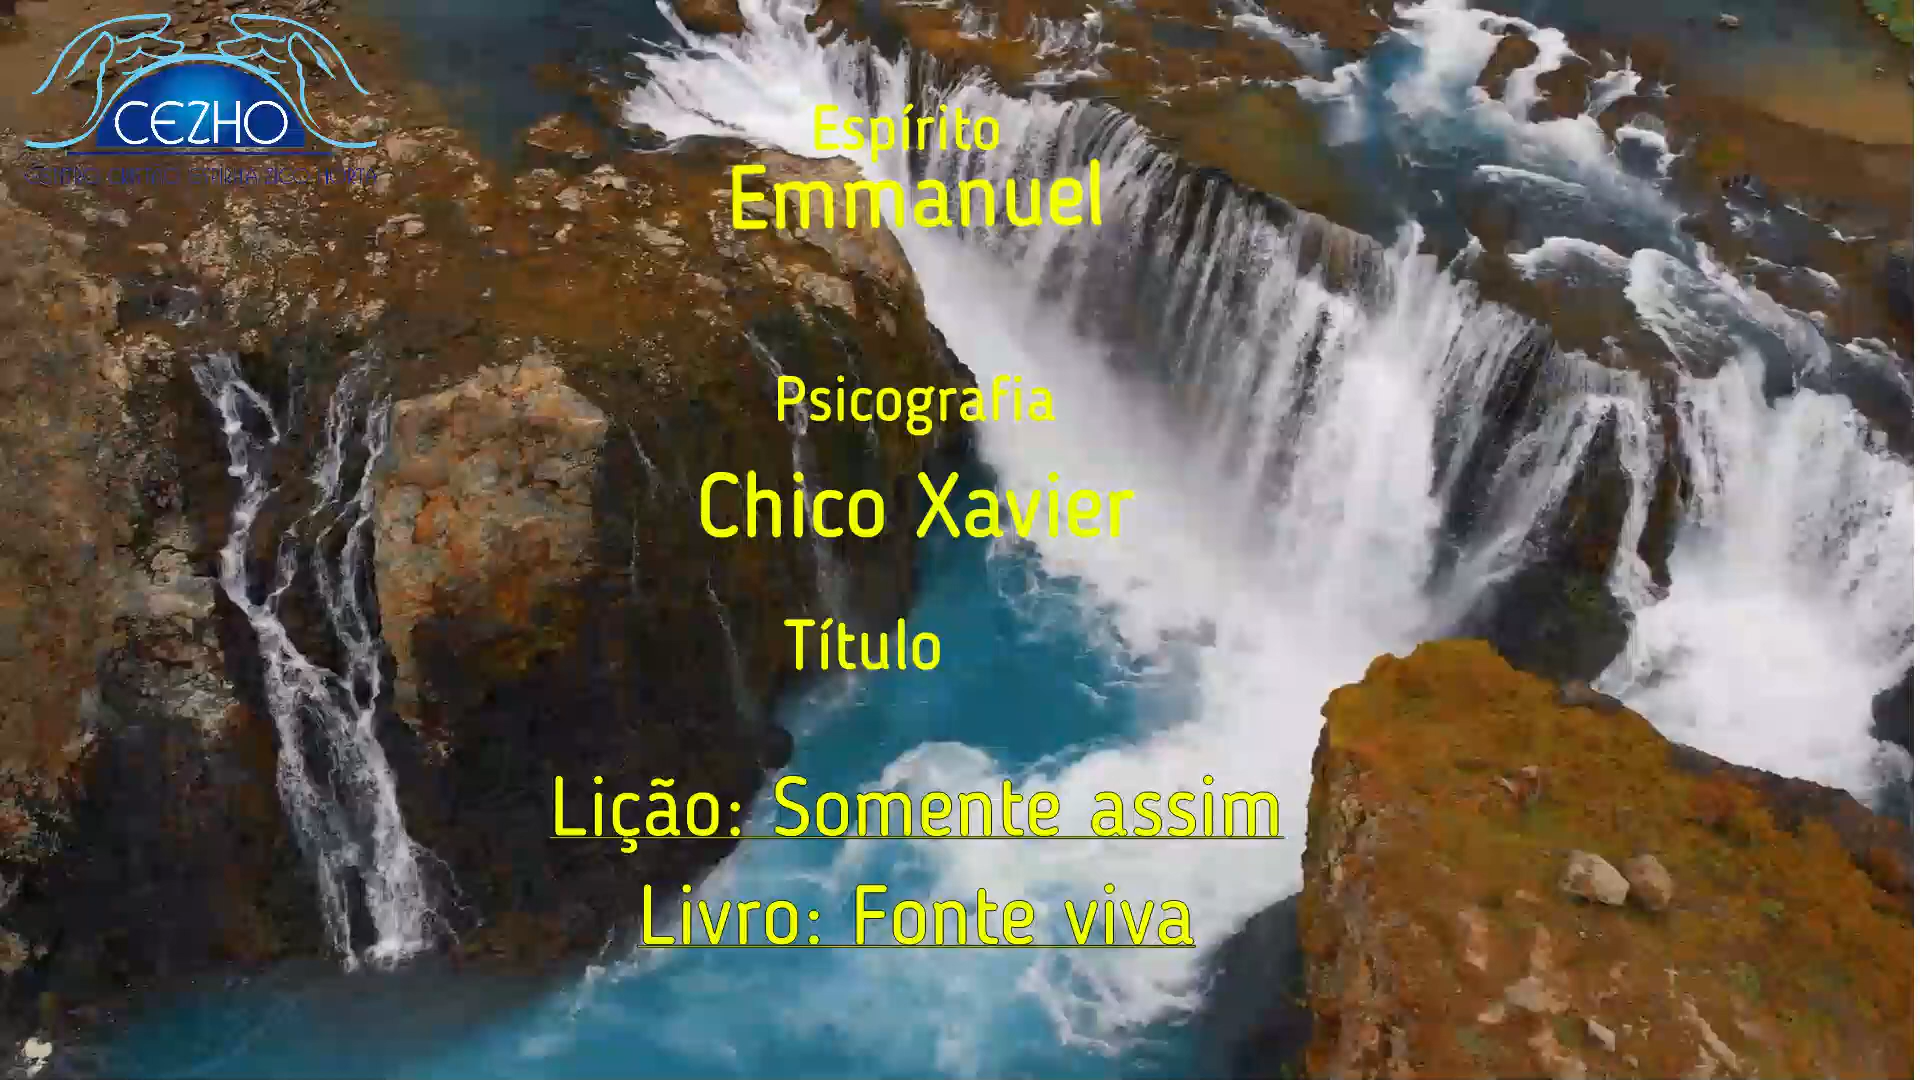 CEZHO
Espírito
Emmanuel
Psicografia
Chico Xavier
Título
Lição: Somente assim
Livro: Fonte viva